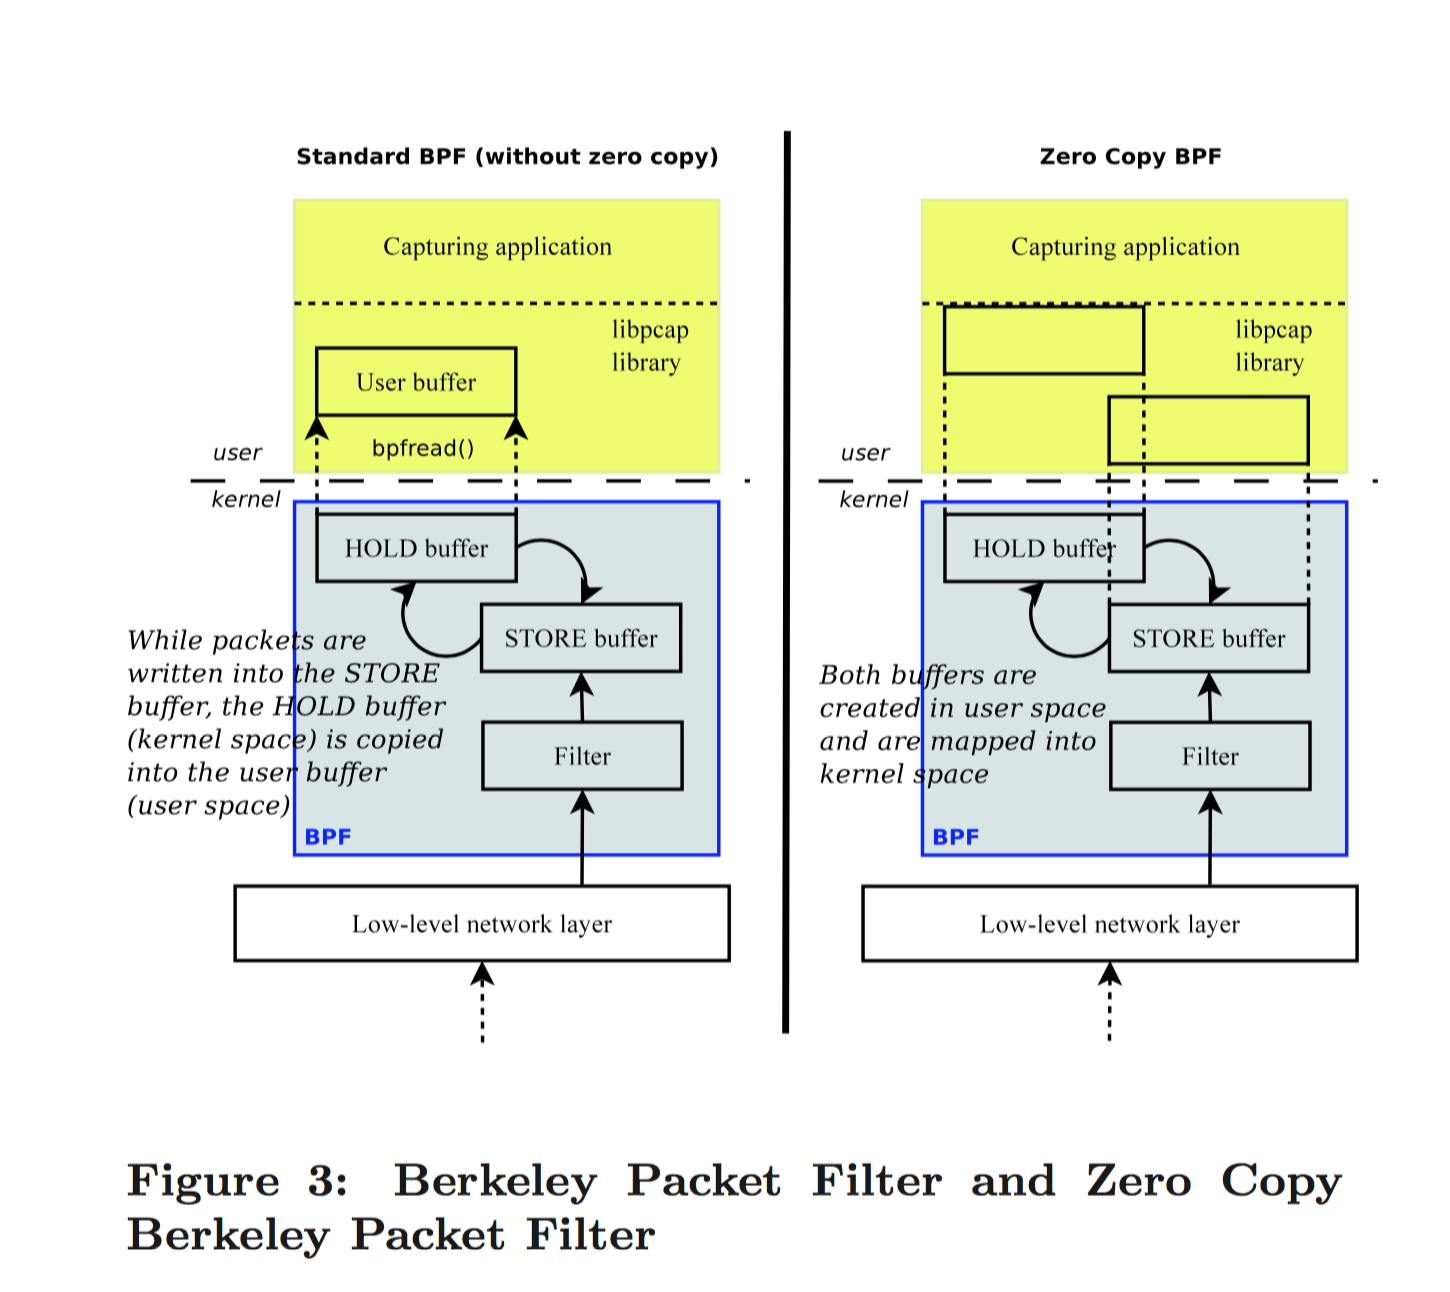 Standard BPF (without zero copy)
Capturing application
libpcap
library
User buffer
bpfread()
user
kernel
HOLD buffer
STORE buffer
While packets are
written into the STORE
buffer, the HOLD buffer
(kernel space) is copied
into the user buffer
(user space)
Filter
BPF
Low-level network layer
Zero Copy BPF
Capturing application
libpcap
library
user
kernel
HOLD buffer
STORE buffer
Both buffers are
created in user space
and are mapped into
kernel space
Filter
BPF
Low-level network layer
Figure 3: Berkeley Packet Filter and Zero Copy
Berkeley Packet Filter